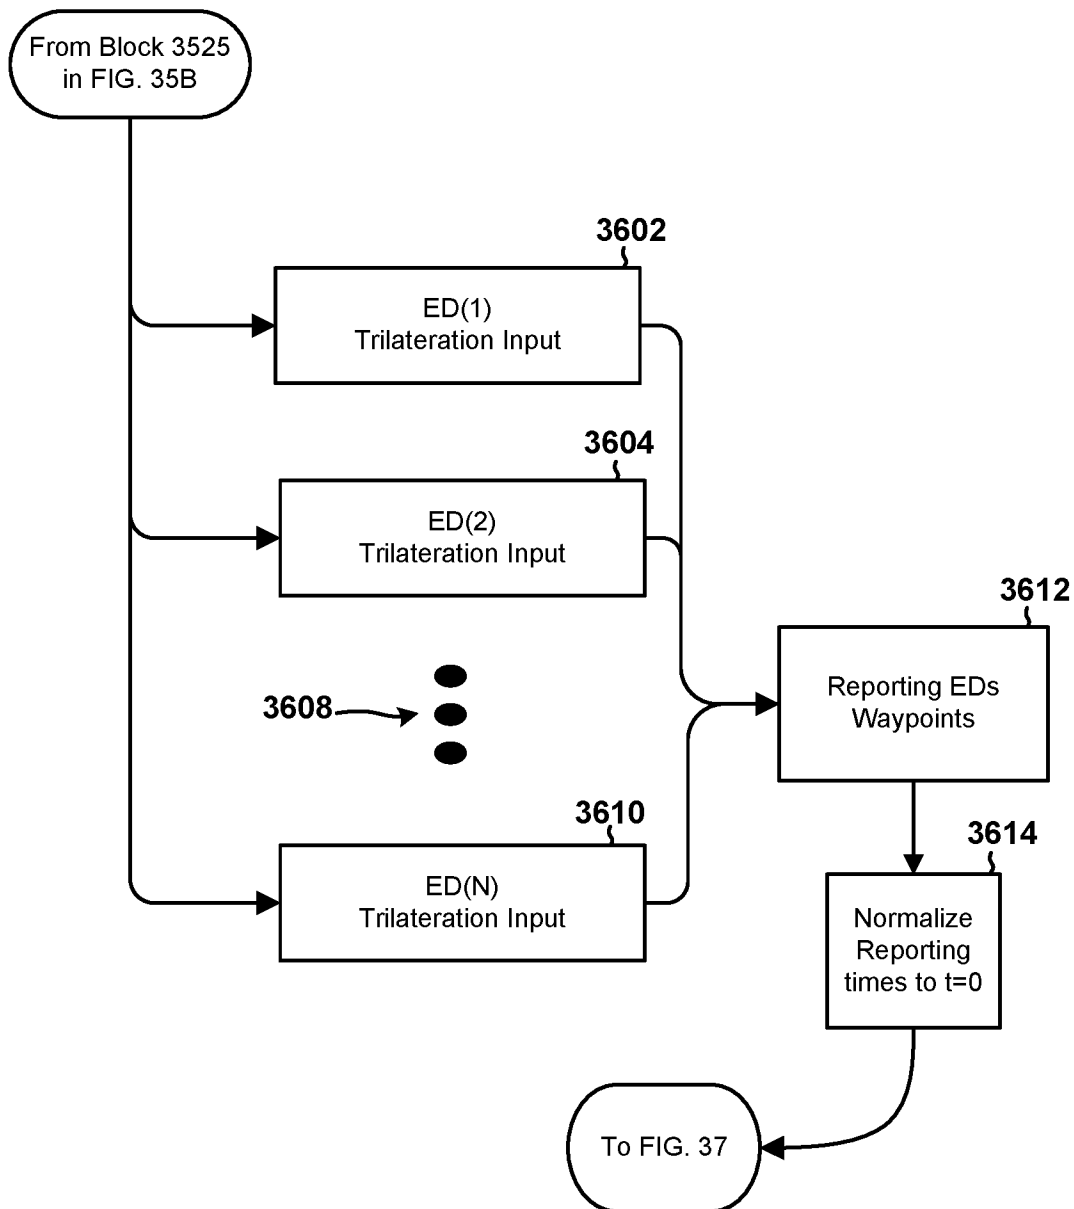 From Block 3525
in FIG. 35B
3602
ED(1)
Trilateration Input
3604
ED(2)
Trilateration Input
3608
3610
ED(N)
Trilateration Input
3612
Reporting EDs
Waypoints
3614
Normalize
Reporting
times to t=0
To FIG. 37